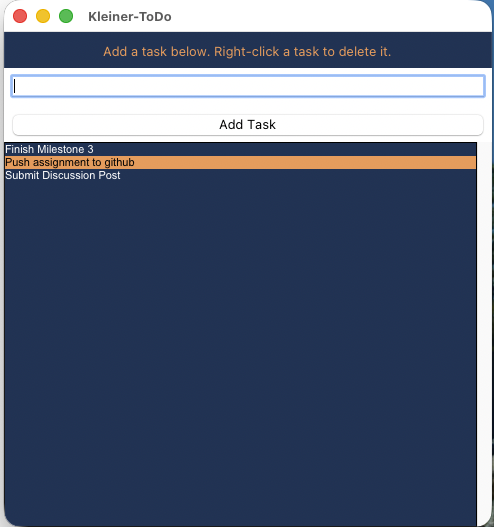 Kleiner-ToDo
Add a task below. Right-click a task to delete it.
Add Task
Finish Milestone 3
Push assignment to github
Submit Discussion Post